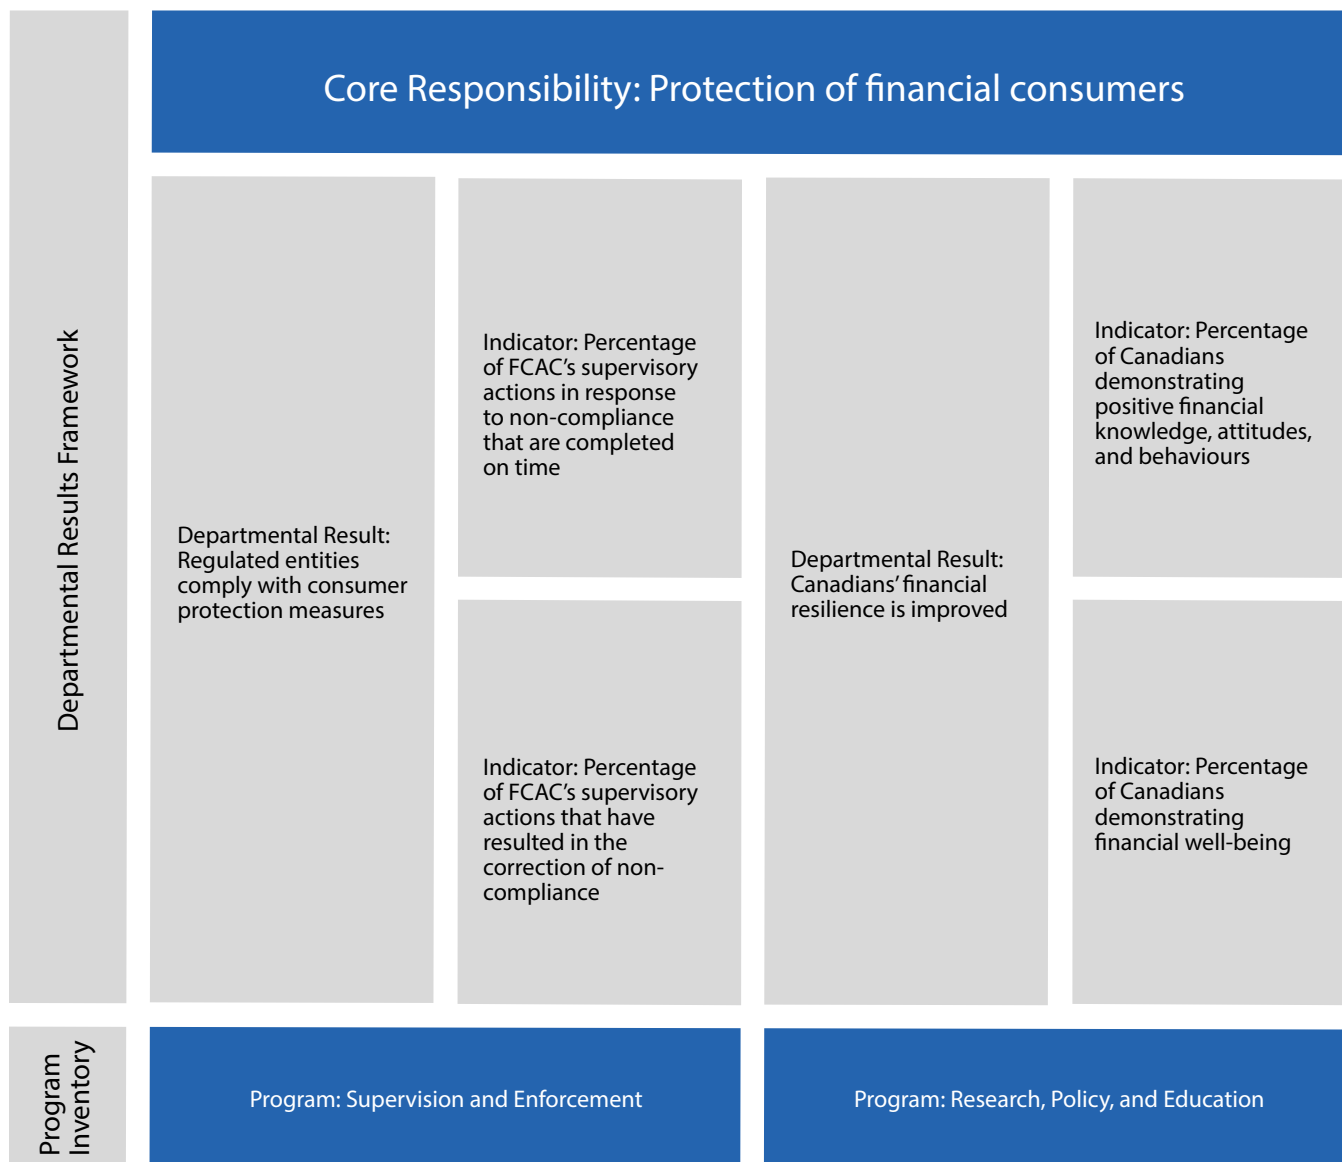 Core Responsibility: Protection of financial consumers
Departmental Results Framework
Departmental Result:
Regulated entities
comply with consumer
protection measures
Indicator: Percentage
of FCAC’s supervisory
actions in response
to non-compliance
that are completed
on time
Indicator: Percentage
of FCAC’s supervisory
actions that have
resulted in the
correction of non-
compliance
Departmental Result:
Canadians’ financial
resilience is improved
Indicator: Percentage
of Canadians
demonstrating
positive financial
knowledge, attitudes,
and behaviours
Indicator: Percentage
of Canadians
demonstrating
financial well-being
Program
Inventory
Program: Supervision and Enforcement
Program: Research, Policy, and Education